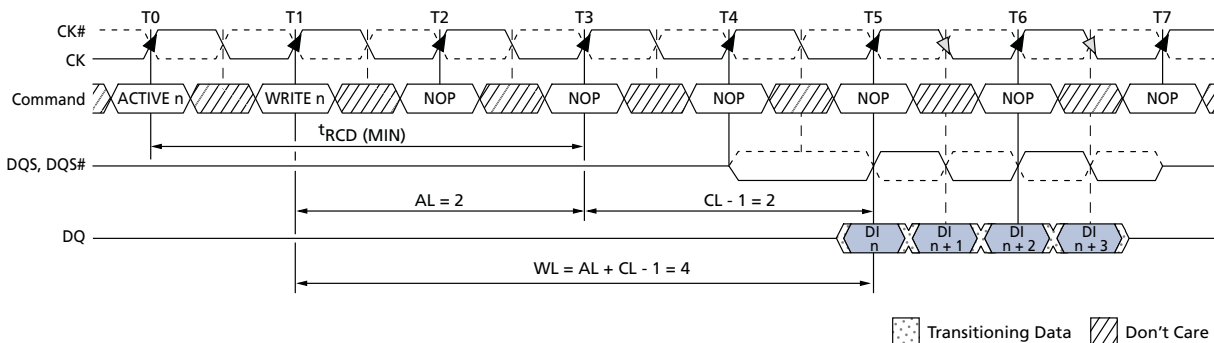 T0 T1 T2 T3 T4 T5 T6 T7
CK#
CK
Command ACTIVE n WRITE n NOP NOP NOP NOP NOP NOP
tRCD (MIN)
DQS, DQS#
AL = 2 CL - 1 = 2
DQ DI n DI n + 1 DI n + 2 DI n + 3
WL = AL + CL - 1 = 4
Transitioning Data Don't Care